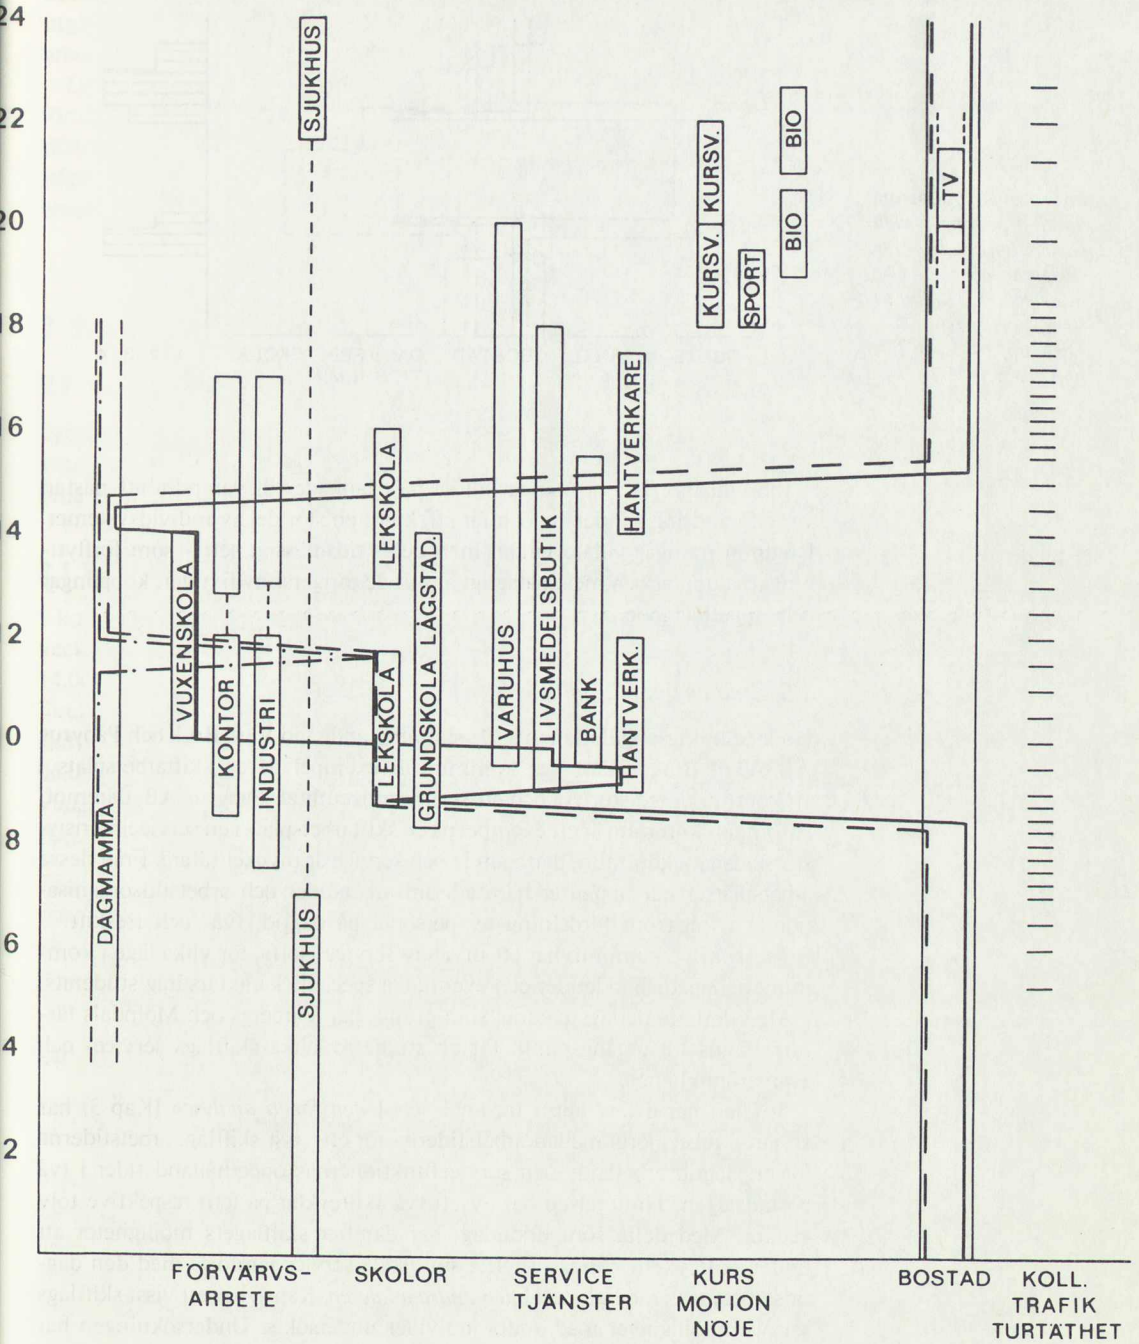 24
22
20
18
16
14
12
10
8
6
4
2
SJUKHUS
KURSV.
KURSV.
SPORT
BIO
BIO
TV
DAGMAMMA
VUXENSKOLA
KONTOR
INDUSTRI
SJUKHUS
LEKSKOLA
LEKSKOLA
GRUNDSKOLA LÅGSTAD.
VARUHUS
LIVSMEDELSBUTIK
BANK
HANTVERKARE
HANTVERK.
FÖRVÄRVS-
ARBETE
SKOLOR
SERVICE
TJÄNSTER
KURS
MOTION
NÖJE
BOSTAD
KOLL.
TRAFIK
TURTÄTHET